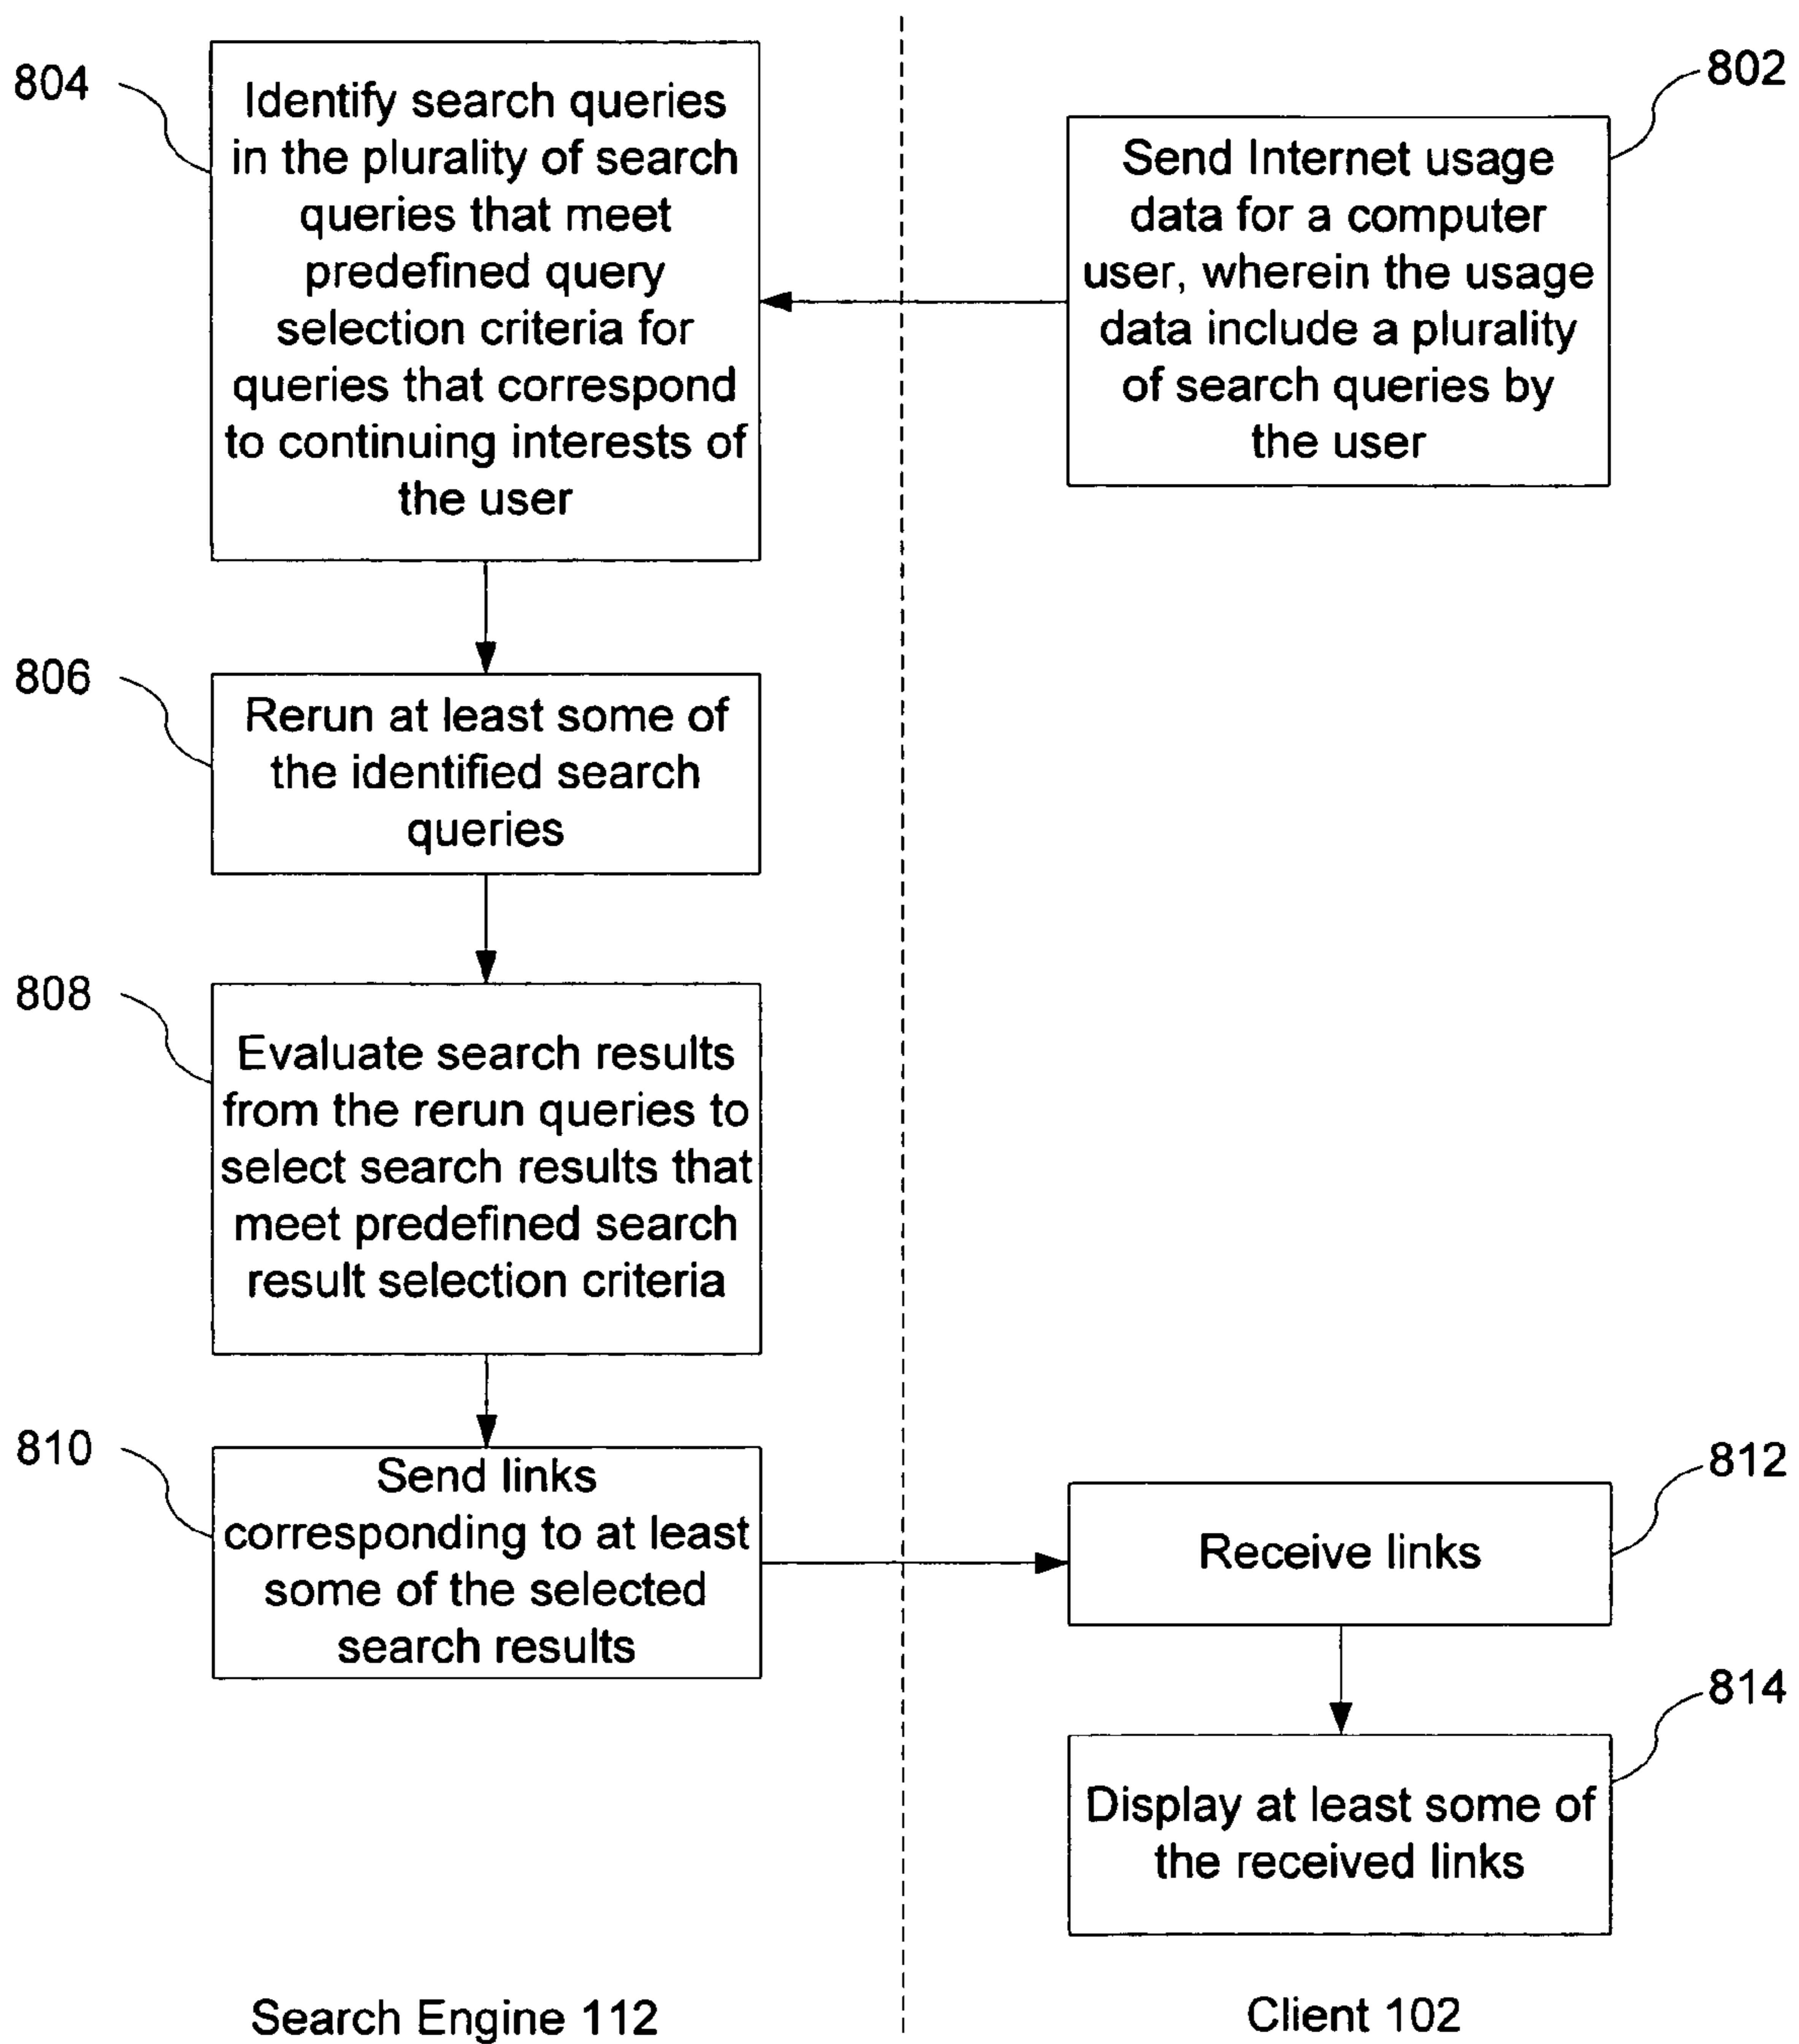 804
Identify search queries
in the plurality of search
queries that meet
predefined query
selection criteria for
queries that correspond
to continuing interests of
the user
802
Send Internet usage
data for a computer
user, wherein the usage
data include a plurality
of search queries by
the user
806
Rerun at least some of
the identified search
queries
808
Evaluate search results
from the rerun queries to
select search results that
meet predefined search
result selection criteria
810
Send links
corresponding to at least
some of the selected
search results
812
Receive links
814
Display at least some of
the received links
Search Engine 112
Client 102